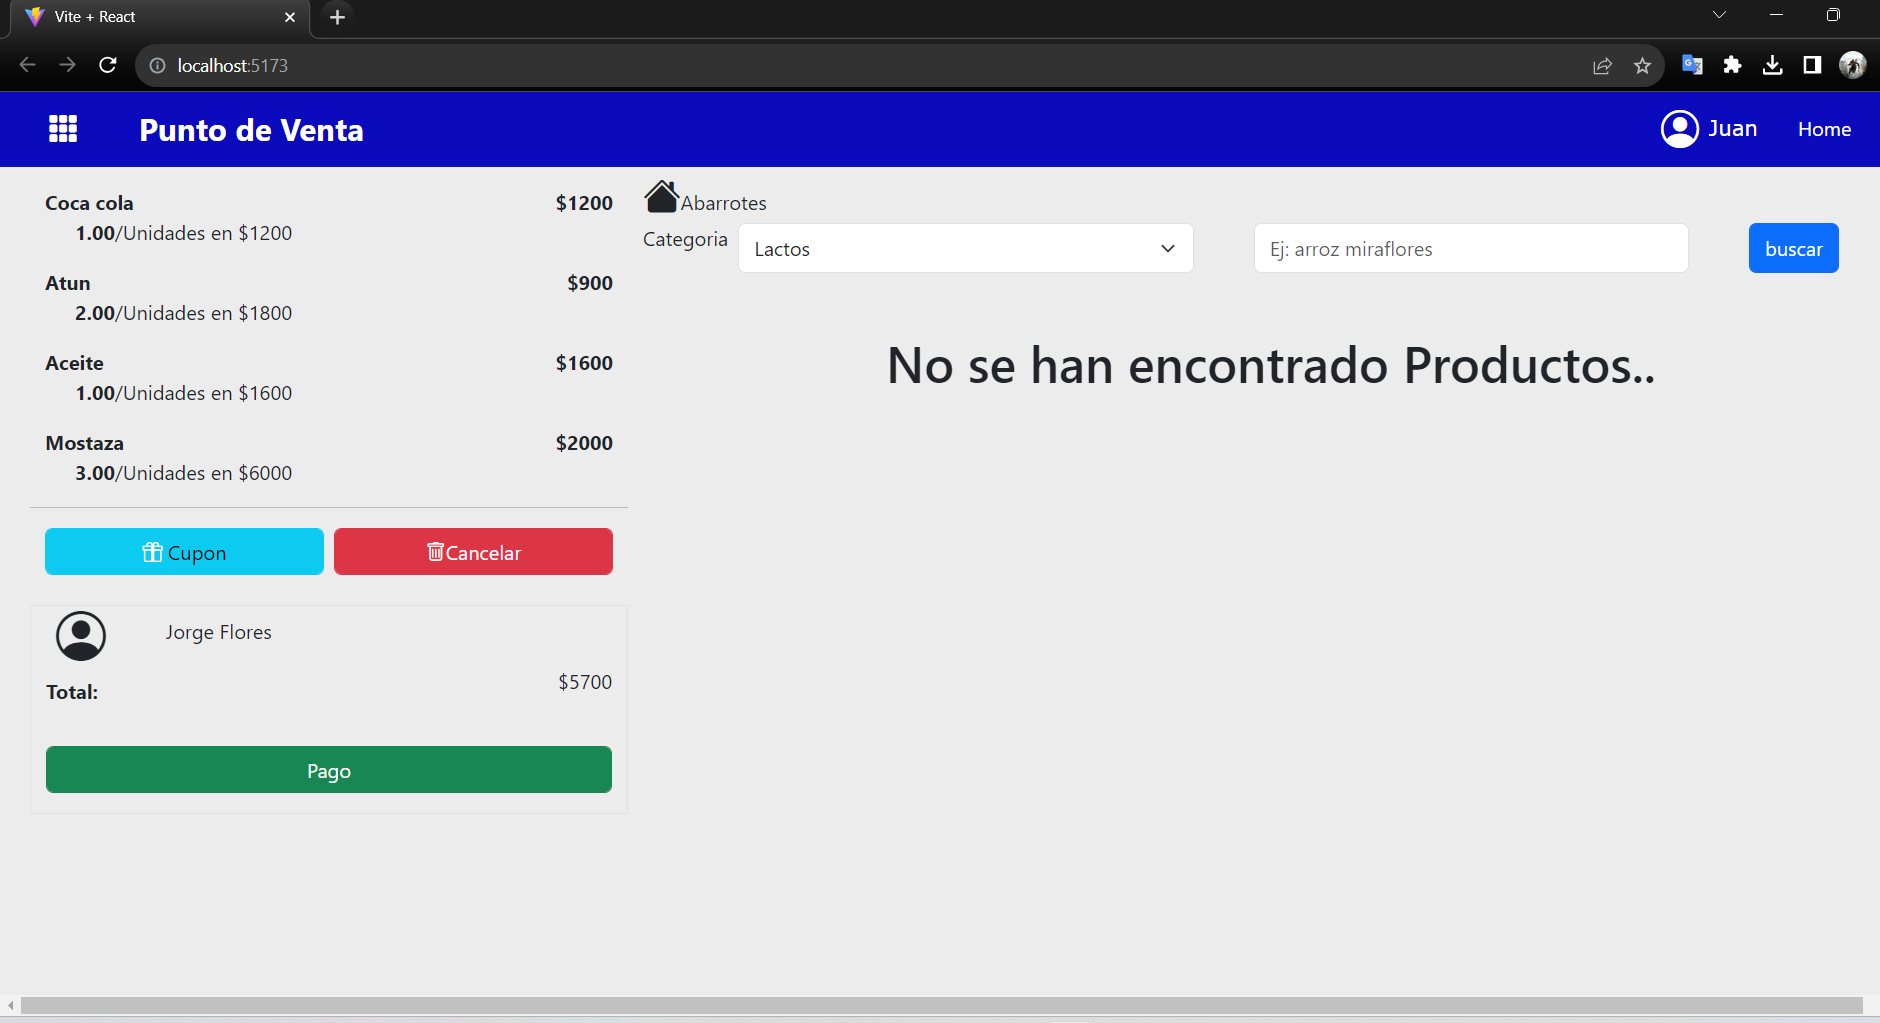 Vite + React
localhost:5173
Punto de Venta
Juan
Home
Coca cola $1200
1.00/Unidades en $1200
Atun $900
2.00/Unidades en $1800
Aceite $1600
1.00/Unidades en $1600
Mostaza $2000
3.00/Unidades en $6000
Cupon
Cancelar
Jorge Flores
Total: $5700
Pago
Abarrotes
Categoria
Lactos
Ej: arroz miraflores
buscar
No se han encontrado Productos..